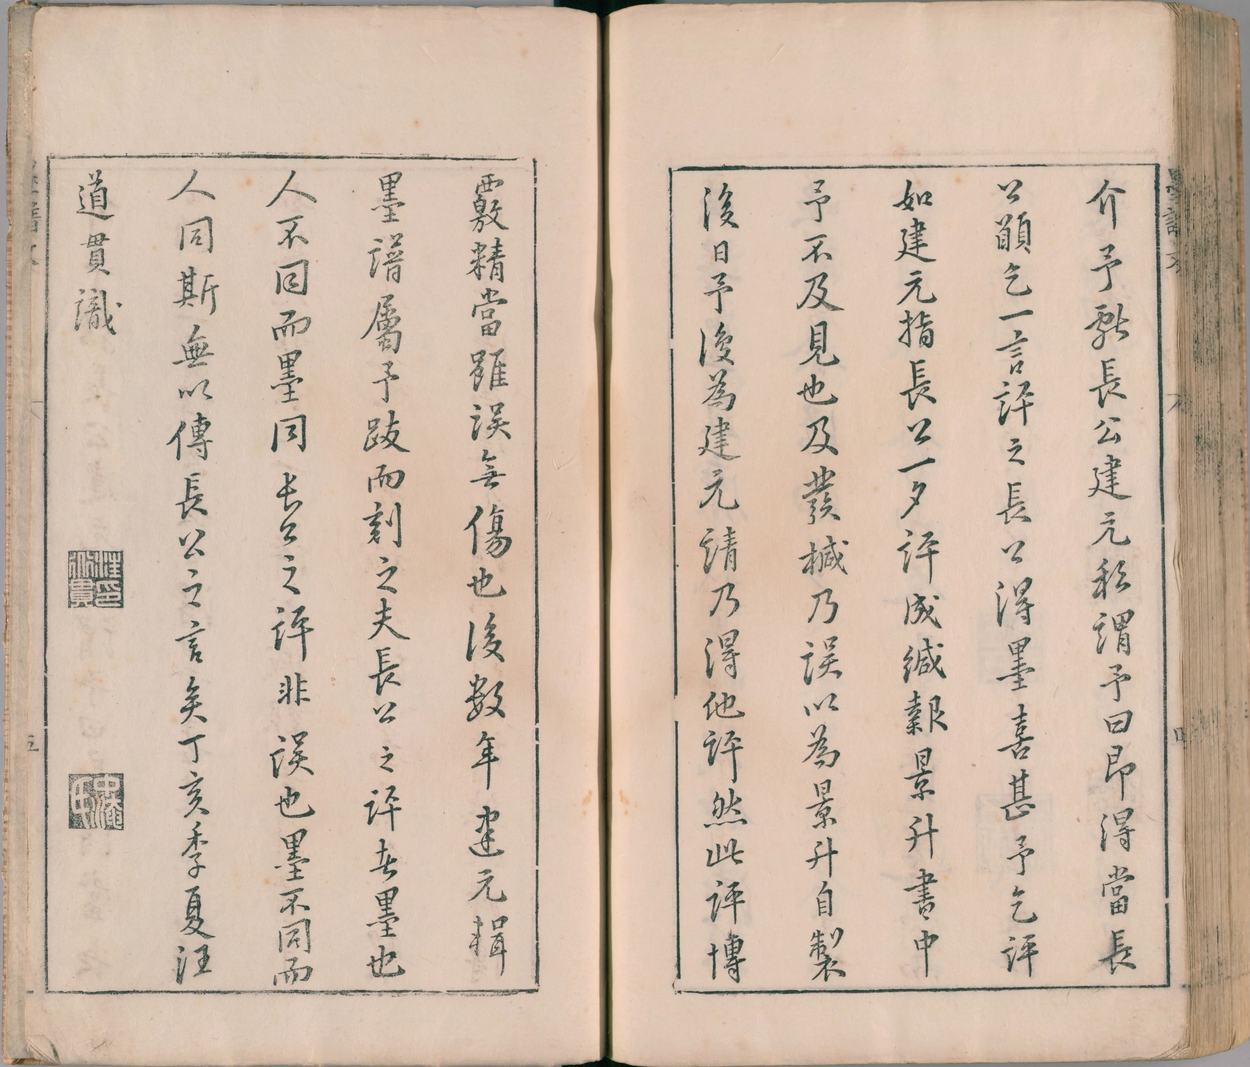 介予獻長公建元私謂予曰即得當長
公顧乞一言評之長公得墨喜甚予乞評
如建元指長公一夕評成緘報景升書中
予不及見也及發械乃誤以為景升自製
後日予復為建元請乃得他評然此評博
覈精當雖誤無傷也後數年建元輯
墨譜屬予跋而刻之夫長公之評者墨也
人不同而墨同長公之評非誤也墨不同而
人同斯無以傳長公之言矣丁亥季夏汪
道貫識